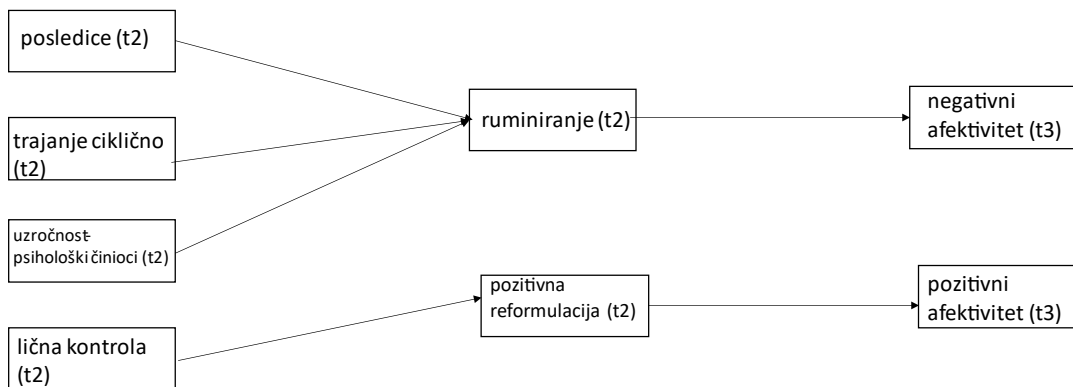 posledice (t2)
trajanje ciklično
(t2)
uzročnost-
psihološki činioci (t2)
lična kontrola
(t2)
ruminiranje (t2)
pozitivna
reformulacija (t2)
negativni
afektivitet (t3)
pozitivni
afektivitet (t3)